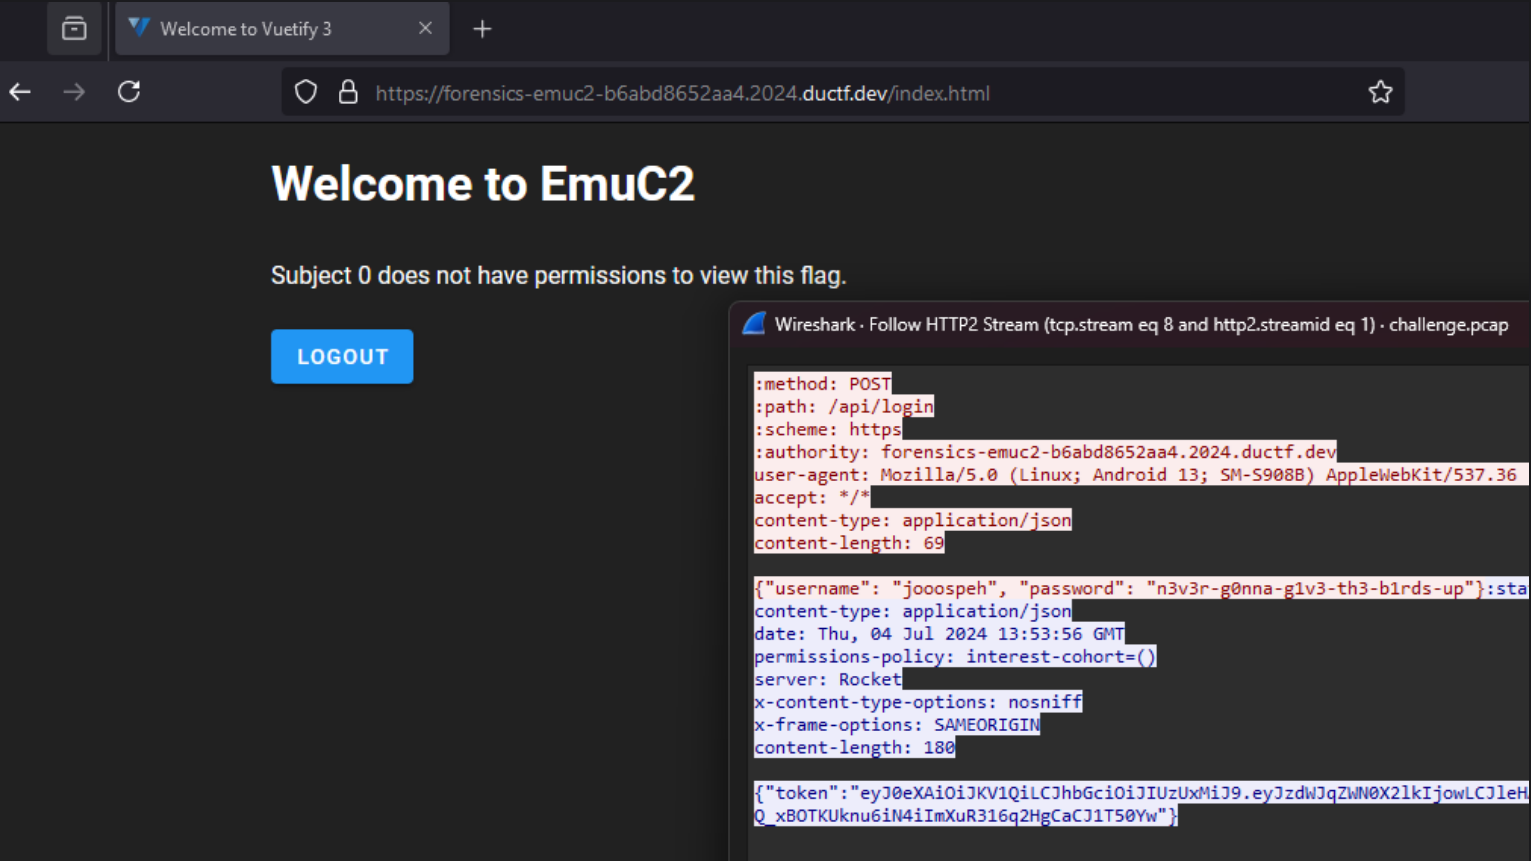 Welcome to Vuetify 3
https://forensics-emuc2-b6abd8652aa4.2024.ductf.dev/index.html
Welcome to EmuC2
Subject 0 does not have permissions to view this flag.
LOGOUT
Wireshark · Follow HTTP2 Stream (tcp.stream eq 8 and http2.streamid eq 1) · challenge.pcap
:method: POST
:path: /api/login
:scheme: https
:authority: forensics-emuc2-b6abd8652aa4.2024.ductf.dev
user-agent: Mozilla/5.0 (Linux; Android 13; SM-S908B) AppleWebKit/537.36
accept: */*
content-type: application/json
content-length: 69
{"username": "jooospeh", "password": "n3v3r-g0nna-g1v3-th3-b1rds-up"}:sta
content-type: application/json
date: Thu, 04 Jul 2024 13:53:56 GMT
permissions-policy: interest-cohort=()
server: Rocket
x-content-type-options: nosniff
x-frame-options: SAMEORIGIN
content-length: 180
{"token":"eyJ0eXAiOiJKV1QiLCJhbGciOiJIUzUxMiJ9.eyJzdWJqZWN0X2lkIjowLCJleH
Q_xBOTKUknu6iN4iImXuR316q2HgCaCJ1T50Yw"}